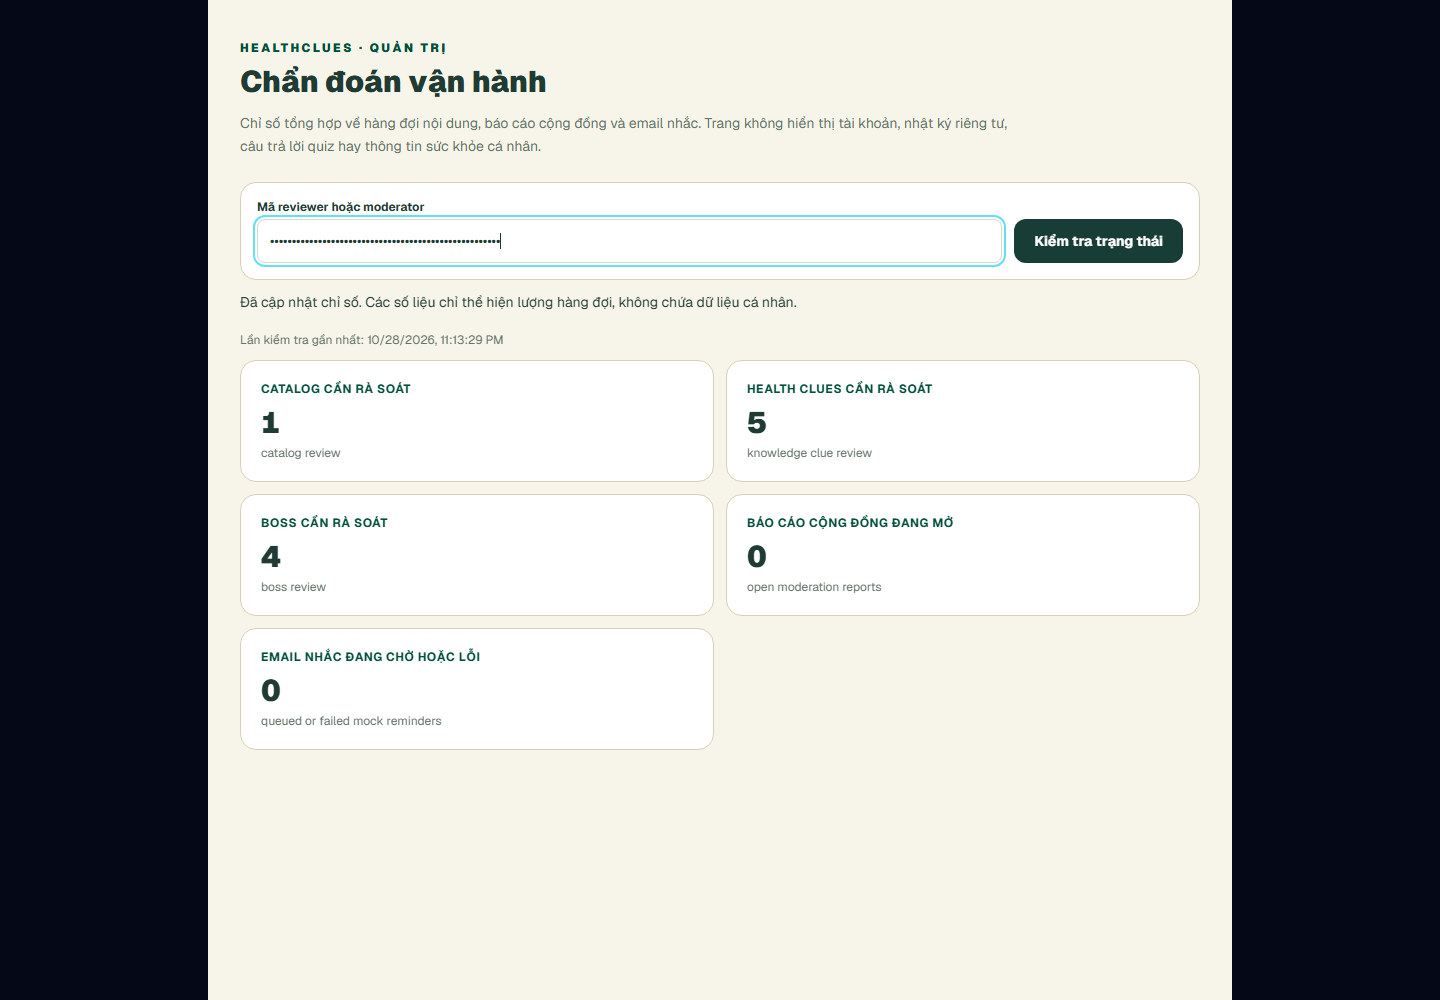 HEALTHCLUES · QUẢN TRỊ
Chẩn đoán vận hành
Chỉ số tổng hợp về hàng đợi nội dung, báo cáo cộng đồng và email nhắc. Trang không hiển thị tài khoản, nhật ký riêng tư,
câu trả lời quiz hay thông tin sức khỏe cá nhân.
Mã reviewer hoặc moderator
Kiểm tra trạng thái
Đã cập nhật chỉ số. Các số liệu chỉ thể hiện lượng hàng đợi, không chứa dữ liệu cá nhân.
Lần kiểm tra gần nhất: 10/28/2026, 11:13:29 PM
CATALOG CẦN RÀ SOÁT
1
catalog review
HEALTH CLUES CẦN RÀ SOÁT
5
knowledge clue review
BOSS CẦN RÀ SOÁT
4
boss review
BÁO CÁO CỘNG ĐỒNG ĐANG MỞ
0
open moderation reports
EMAIL NHẮC ĐANG CHỜ HOẶC LỖI
0
queued or failed mock reminders